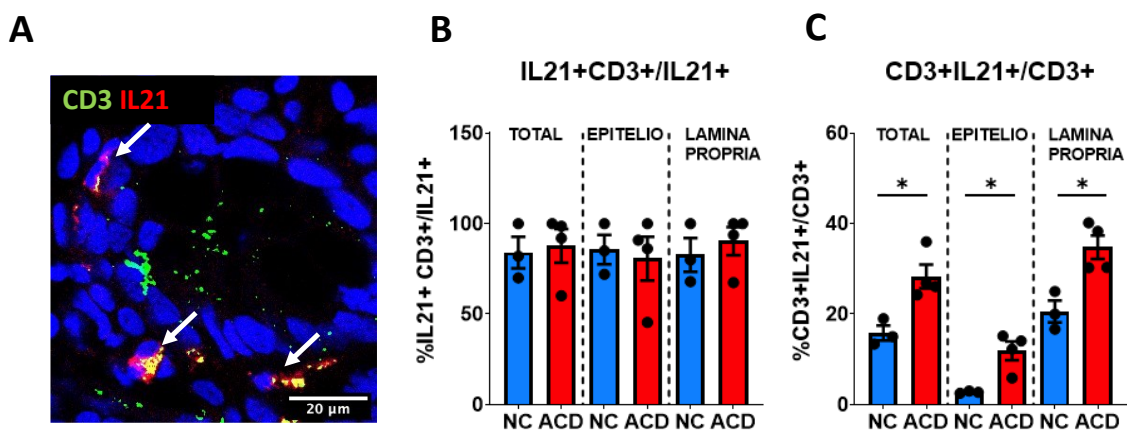 A
CD3 IL21
20 µm
B
IL21+CD3+/IL21+
%IL21+ CD3+/IL21+
150
100
50
0
TOTAL
EPITELIO
LAMINA
PROPRIA
NC ACD NC ACD NC ACD
C
CD3+IL21+/CD3+
%CD3+IL21+/CD3+
60
40
20
0
TOTAL
EPITELIO
LAMINA
PROPRIA
* * *
NC ACD NC ACD NC ACD